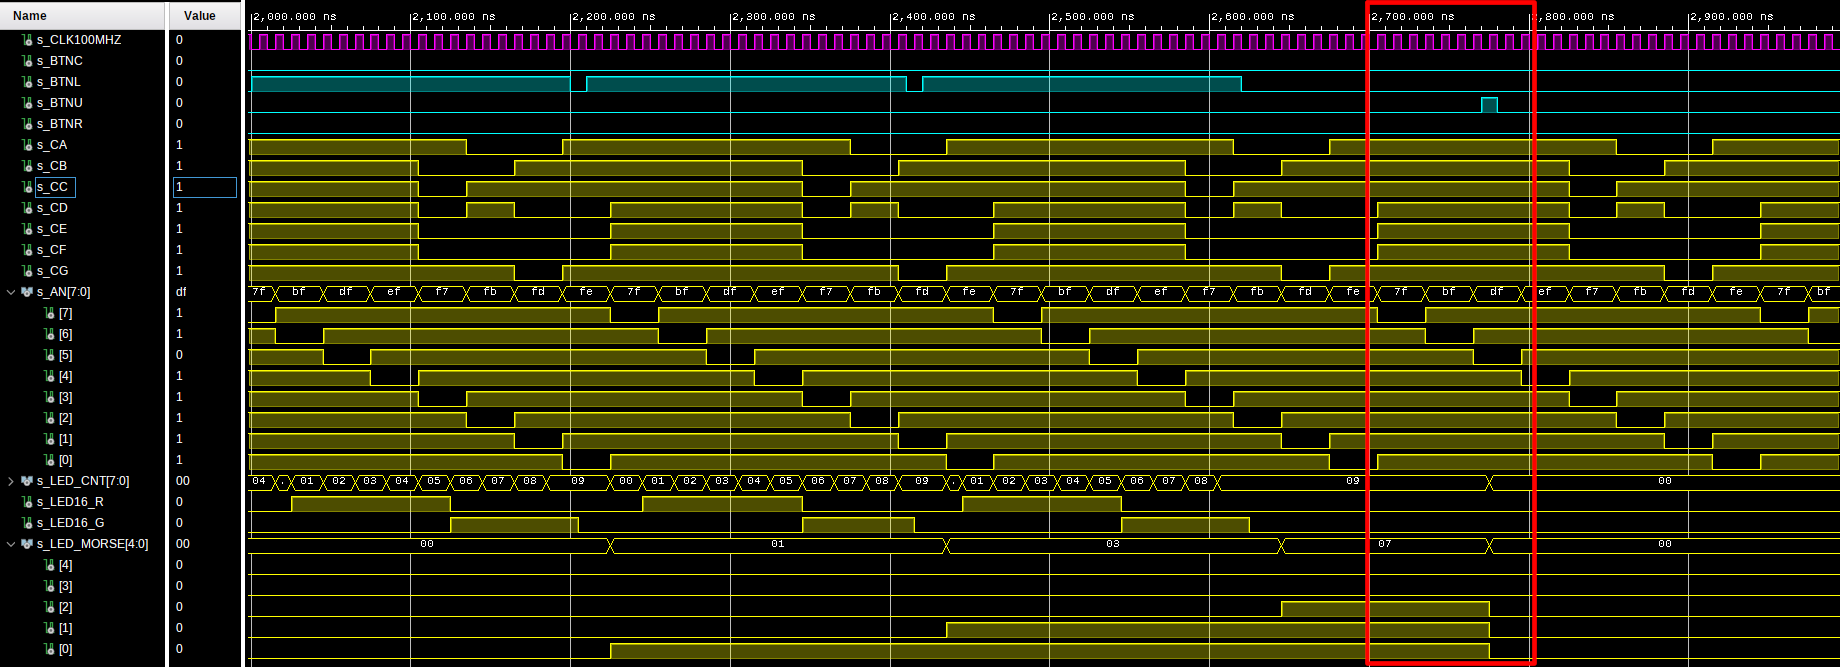 Name Value 2,000.000 ns 2,100.000 ns 2,200.000 ns 2,300.000 ns 2,400.000 ns 2,500.000 ns 2,600.000 ns 2,700.000 ns 800.000 ns 2,900.000 ns
s_CLK100MHZ 0
s_BTNC 0
s_BTNL 0
s_BTNU 0
s_BTNR 0
s_CA 1
s_CB 1
s_CC 1
s_CD 1
s_CE 1
s_CF 1
s_CG 1
s_AN[7:0] df 7f bf df ef f7 fb fd fe 7f bf df ef f7 fb fd fe 7f bf df ef f7 fb fd fe 7f bf df ef f7 fb fd fe 7f bf
[7] 1
[6] 1
[5] 0
[4] 1
[3] 1
[2] 1
[1] 1
[0] 1
s_LED_CNT[7:0] 00 04 . 01 02 03 04 05 06 07 08 09 00 01 02 03 04 05 06 07 08 09 . 01 02 03 04 05 06 07 08 09 00
s_LED16_R 0
s_LED16_G 0
s_LED_MORSE[4:0] 00 00 01 03 07 00
[4] 0
[3] 0
[2] 0
[1] 0
[0] 0